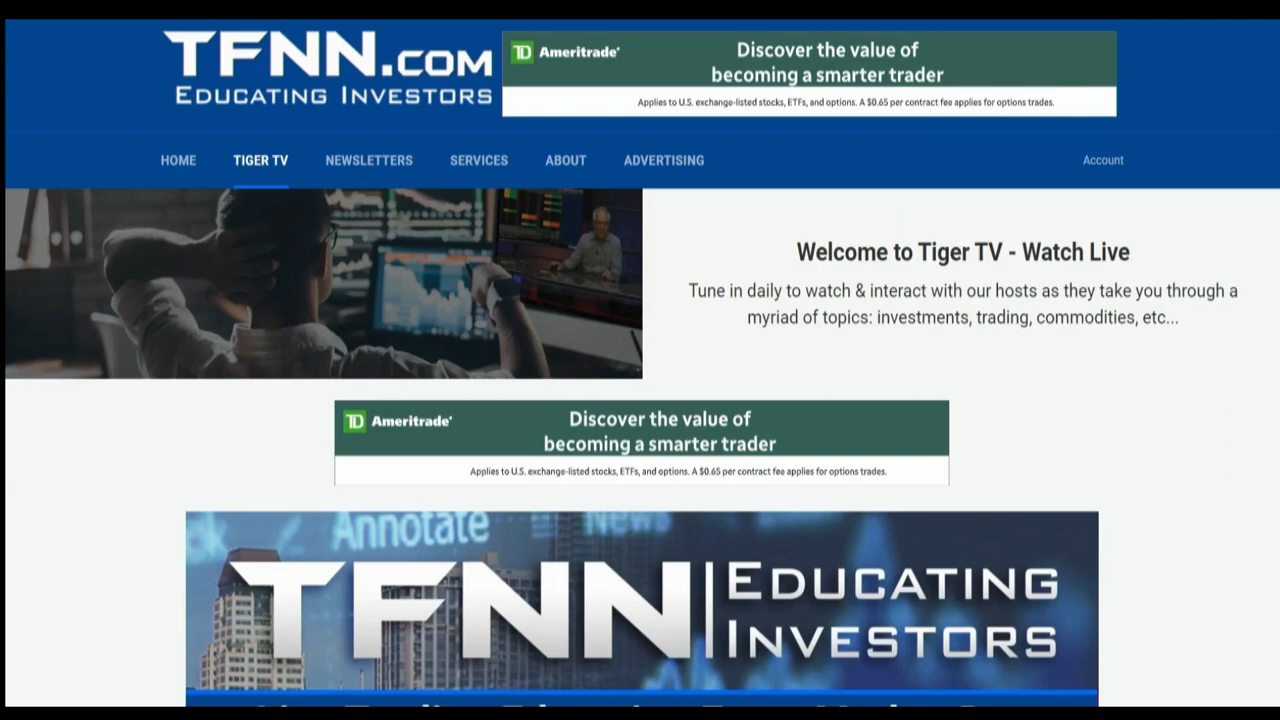 TFNN.COM
EDUCATING INVESTORS
TD Ameritrade
Discover the value of
becoming a smarter trader
Applies to U.S. exchange-listed stocks, ETFs, and options. A $0.65 per contract fee applies for options trades.
HOME TIGER TV NEWSLETTERS SERVICES ABOUT ADVERTISING Account
Welcome to Tiger TV - Watch Live
Tune in daily to watch & interact with our hosts as they take you through a
myriad of topics: investments, trading, commodities, etc...
TD Ameritrade
Discover the value of
becoming a smarter trader
Applies to U.S. exchange-listed stocks, ETFs, and options. A $0.65 per contract fee applies for options trades.
Annotate News
TFNN EDUCATING
INVESTORS